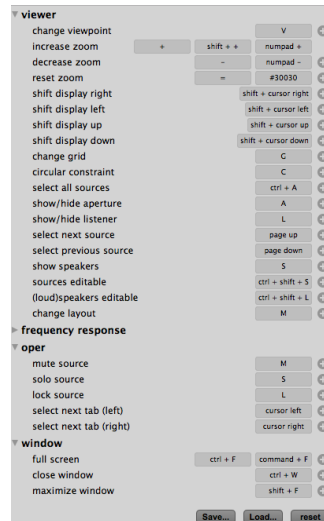 viewer
change viewpoint V
increase zoom + shift + + numpad +
decrease zoom - numpad -
reset zoom = #30030
shift display right shift + cursor right
shift display left shift + cursor left
shift display up shift + cursor up
shift display down shift + cursor down
change grid G
circular constraint C
select all sources ctrl + A
show/hide aperture A
show/hide listener L
select next source page up
select previous source page down
show speakers S
sources editable ctrl + shift + S
(loud)speakers editable ctrl + shift + L
change layout M
frequency response
oper
mute source M
solo source S
lock source L
select next tab (left) cursor left
select next tab (right) cursor right
window
full screen ctrl + F command + F
close window ctrl + W
maximize window shift + F
Save... Load... reset